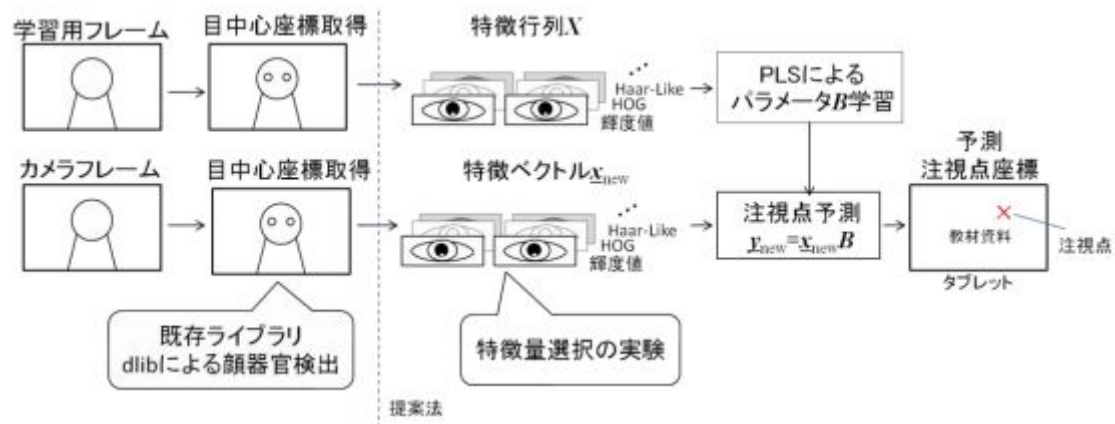 学習用フレーム
目中心座標取得
特徴行列X
Haar-Like
HOG
輝度値
PLSによる
パラメータB学習
カメラフレーム
目中心座標取得
特徴ベクトルx_new
Haar-Like
HOG
輝度値
注視点予測
y_new=x_newB
予測
注視点座標
教材資料
注視点
タブレット
既存ライブラリ
dlibによる顔器官検出
特徴量選択の実験
提案法